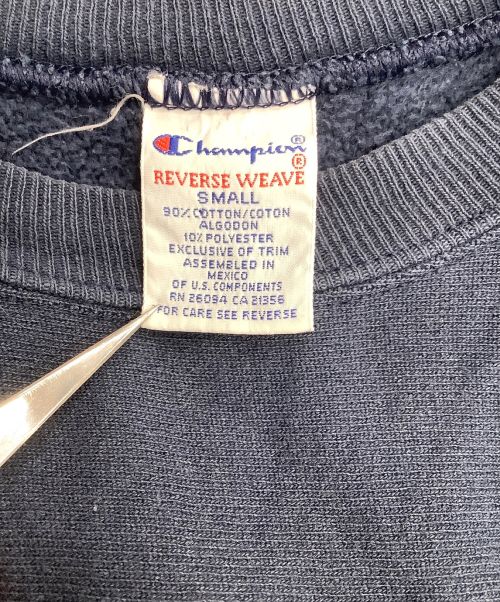 Champion®
®
REVERSE WEAVE
SMALL
90% COTTON/COTON
ALGODON
10% POLYESTER
EXCLUSIVE OF TRIM
ASSEMBLED IN
MEXICO
OF U.S. COMPONENTS
RN 26094 CA 21356
FOR CARE SEE REVERSE